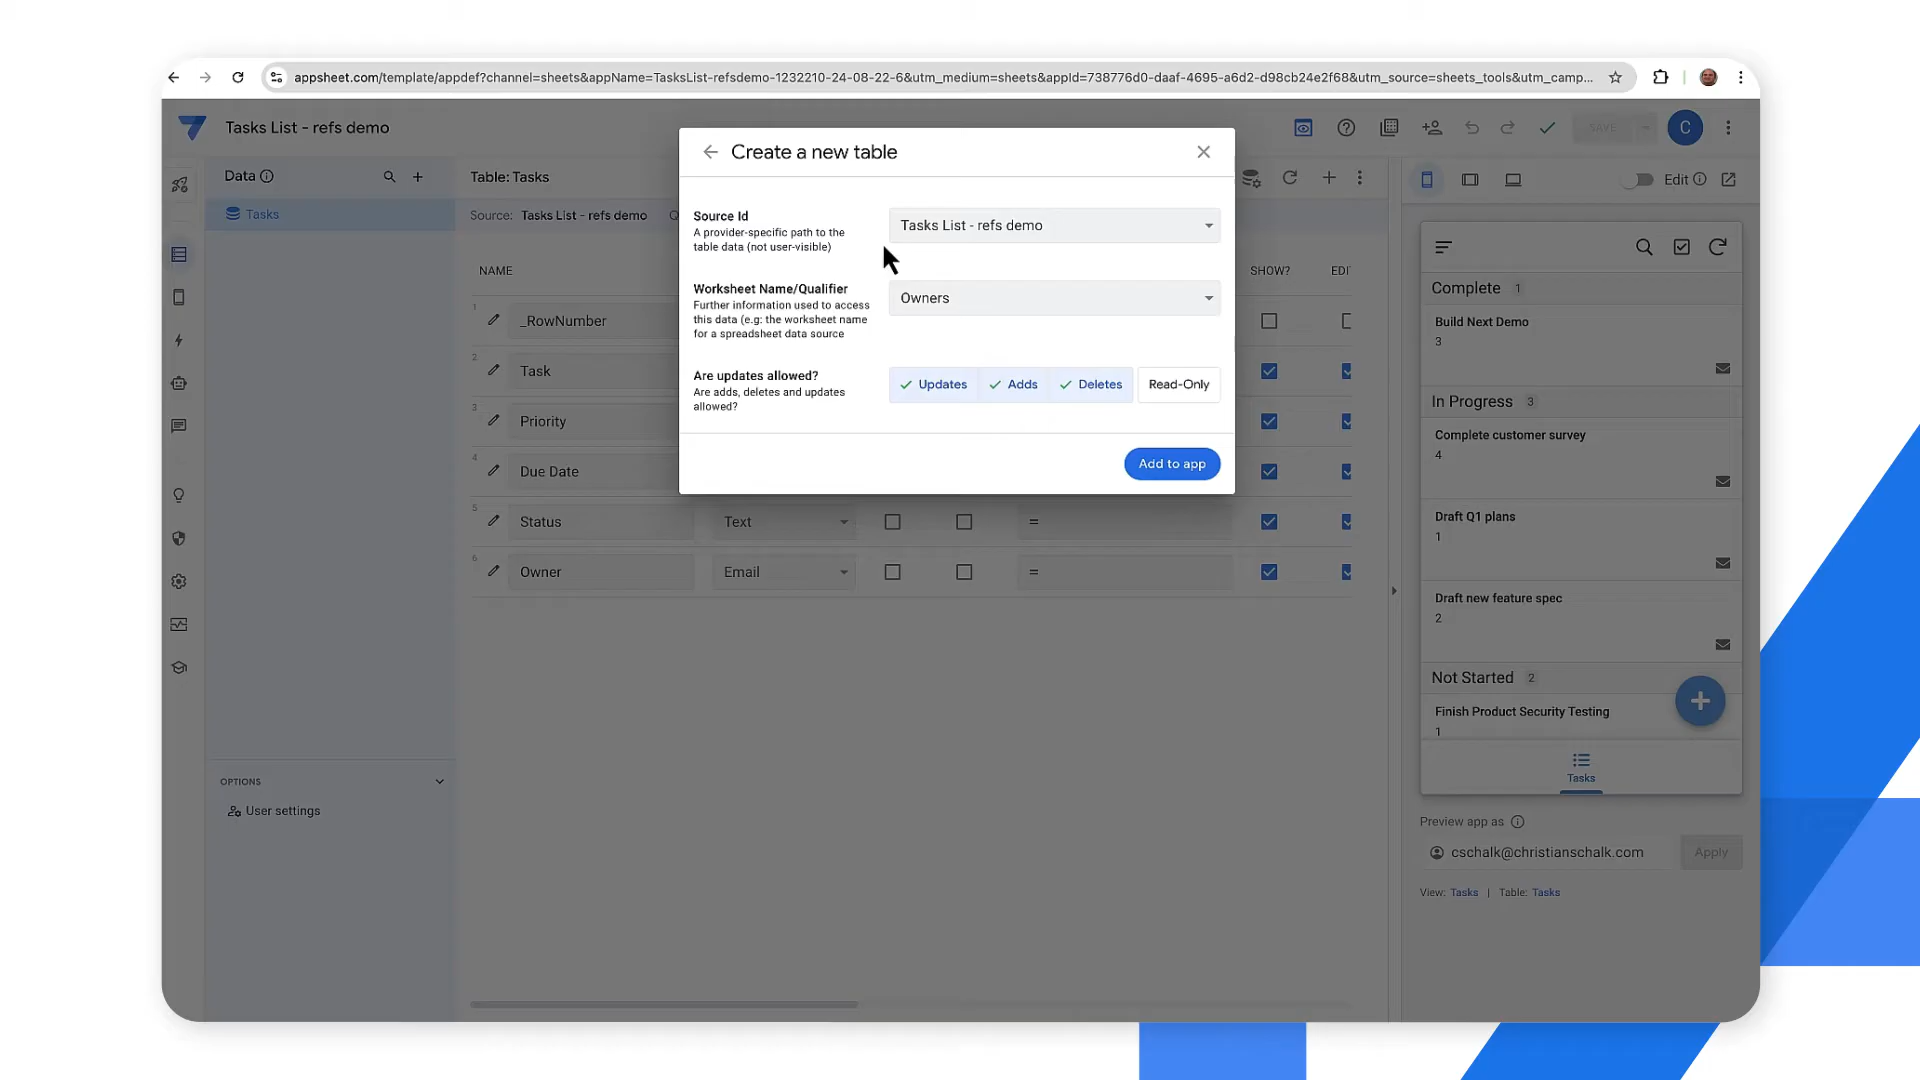 appsheet.com/template/appdef?channel=sheets&appName=TasksList-refsdemo-1232210-24-08-22-6&utm_medium=sheets&appId=738776d0-daaf-4695-a6d2-d98cb24e2f68&utm_source=sheets_tools&utm_camp...
Tasks List - refs demo
SAVE
C
Data
Tasks
OPTIONS
User settings
Table: Tasks
Source: Tasks List - refs demo
NAME
SHOW?
EDI
1
_RowNumber
2
Task
3
Priority
4
Due Date
5
Status
Text
=
6
Owner
Email
=
Create a new table
Source Id
A provider-specific path to the
table data (not user-visible)
Tasks List - refs demo
Worksheet Name/Qualifier
Further information used to access
this data (e.g: the worksheet name
for a spreadsheet data source
Owners
Are updates allowed?
Are adds, deletes and updates
allowed?
Updates
Adds
Deletes
Read-Only
Add to app
Edit
Complete 1
Build Next Demo
3
In Progress 3
Complete customer survey
4
Draft Q1 plans
1
Draft new feature spec
2
Not Started 2
Finish Product Security Testing
1
Tasks
Preview app as
cschalk@christianschalk.com
Apply
View: Tasks | Table: Tasks